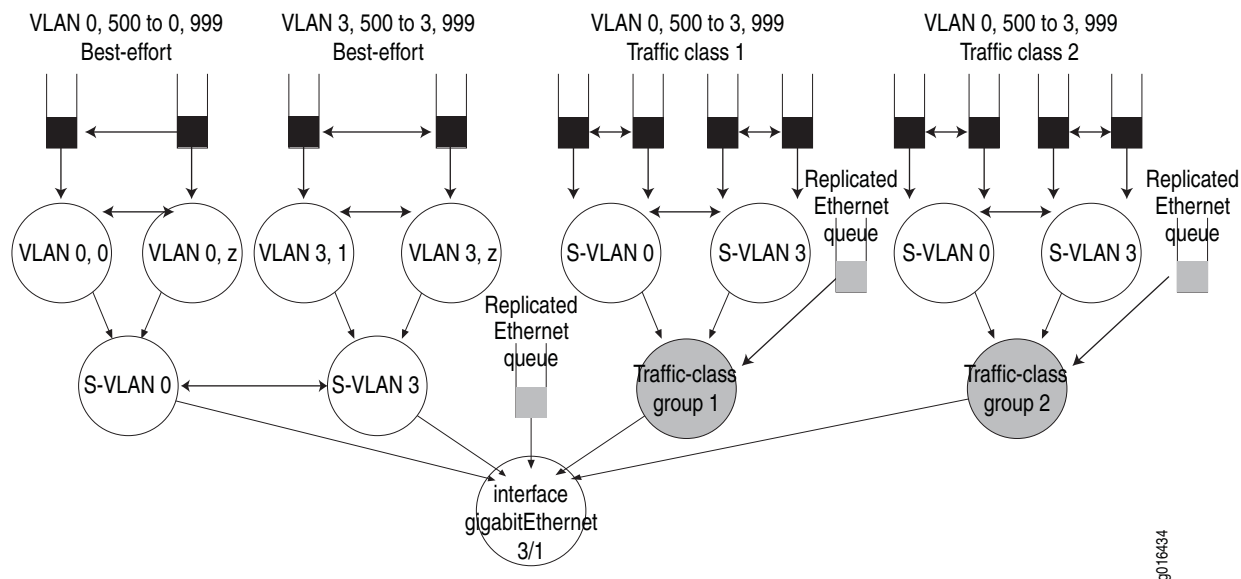 VLAN 0, 500 to 0, 999
Best-effort
VLAN 3, 500 to 3, 999
Best-effort
VLAN 0, 500 to 3, 999
Traffic class 1
VLAN 0, 500 to 3, 999
Traffic class 2
VLAN 0, 0
VLAN 0, z
VLAN 3, 1
VLAN 3, z
S-VLAN 0
S-VLAN 3
Replicated
Ethernet
queue
S-VLAN 0
S-VLAN 3
Replicated
Ethernet
queue
S-VLAN 0
S-VLAN 3
Replicated
Ethernet
queue
Traffic-class
group 1
Traffic-class
group 2
interface
gigabitEthernet
3/1
g016434